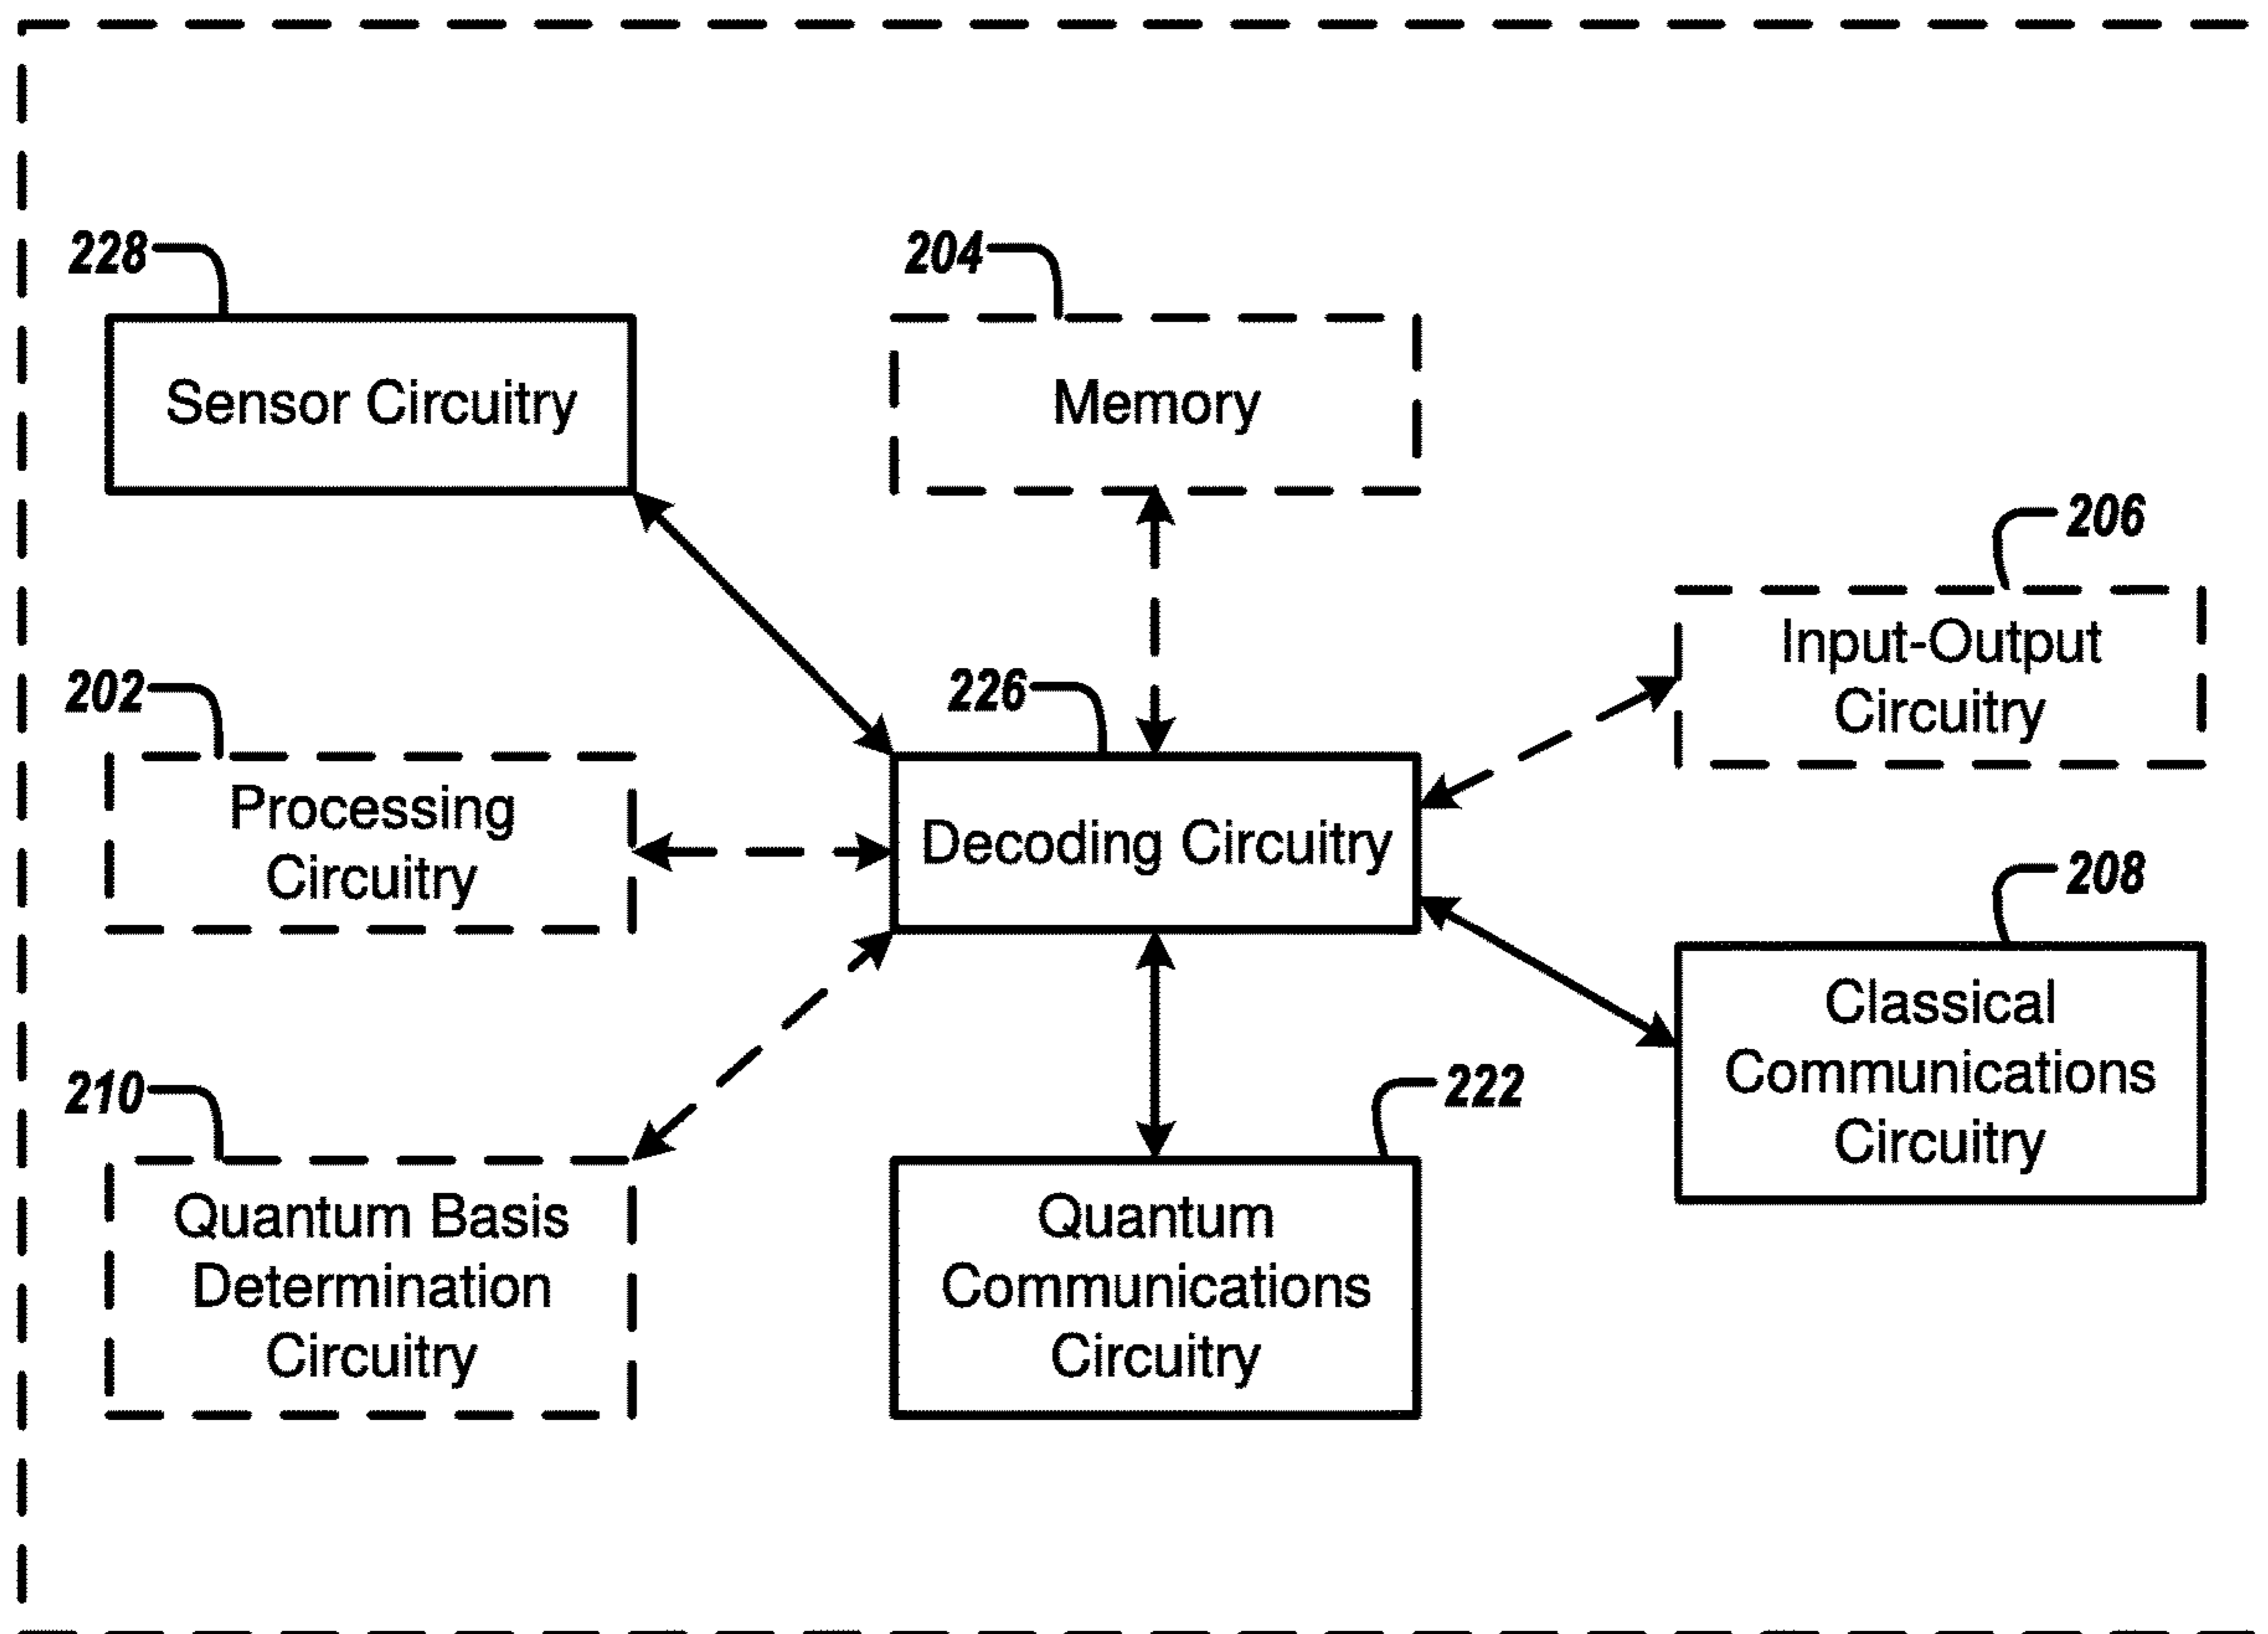 228
Sensor Circuitry
204
Memory
206
Input-Output
Circuitry
202
Processing
Circuitry
226
Decoding Circuitry
208
Classical
Communications
Circuitry
210
Quantum Basis
Determination
Circuitry
222
Quantum
Communications
Circuitry